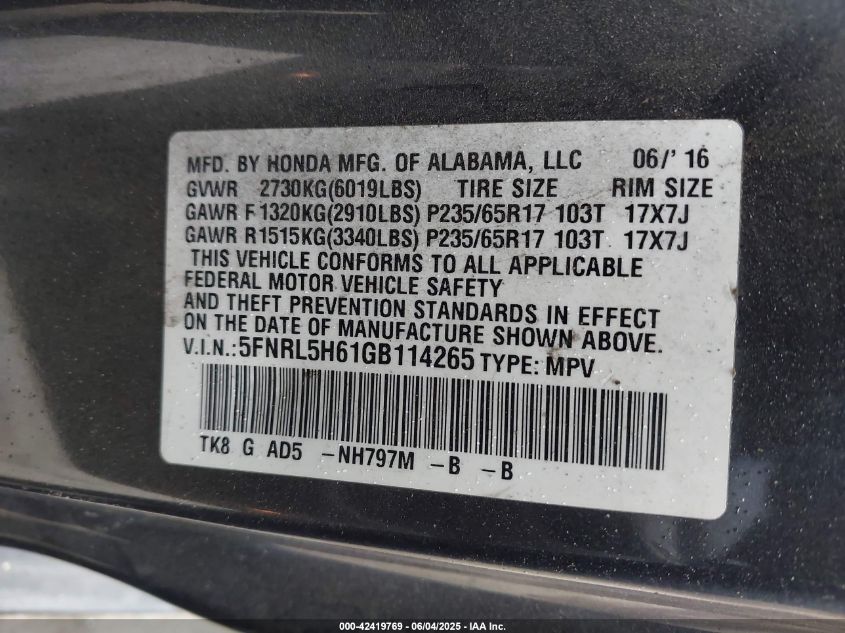 MFD. BY HONDA MFG. OF ALABAMA, LLC 06/' 16
GVWR 2730KG(6019LBS) TIRE SIZE RIM SIZE
GAWR F 1320KG(2910LBS) P235/65R17 103T 17X7J
GAWR R1515KG(3340LBS) P235/65R17 103T 17X7J
THIS VEHICLE CONFORMS TO ALL APPLICABLE
FEDERAL MOTOR VEHICLE SAFETY
AND THEFT PREVENTION STANDARDS IN EFFECT
ON THE DATE OF MANUFACTURE SHOWN ABOVE.
V.I.N.: 5FNRL5H61GB114265 TYPE: MPV
TK8 G AD5 -NH797M -B -B
000-42419769 - 06/04/2025 - IAA Inc.